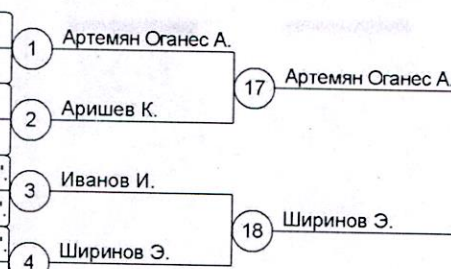 1 Артемян Оганес А.
17 Артемян Оганес А.
2 Аришев К.
3 Иванов И.
18 Ширинов Э.
4 Ширинов Э.